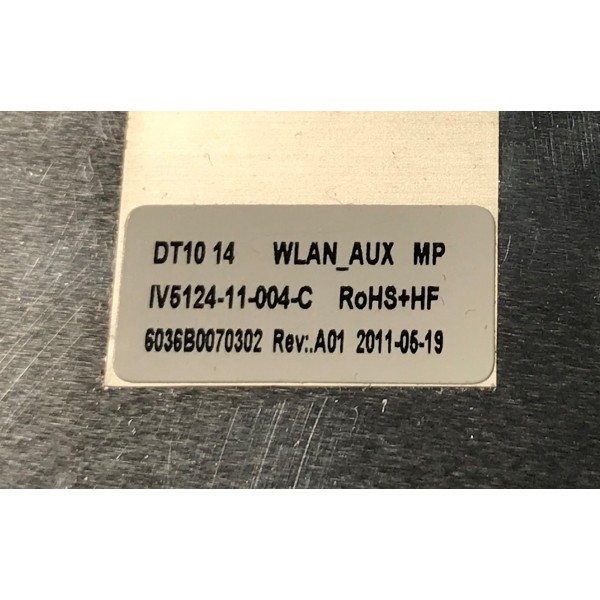 DT10 14 WLAN_AUX MP
IV5124-11-004-C RoHS+HF
6036B0070302 Rev:.A01 2011-05-19